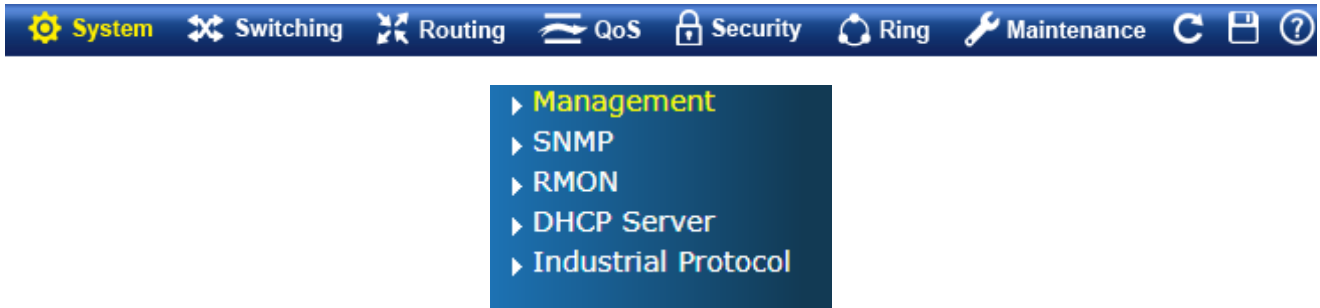 System Switching Routing QoS Security Ring Maintenance
Management
SNMP
RMON
DHCP Server
Industrial Protocol